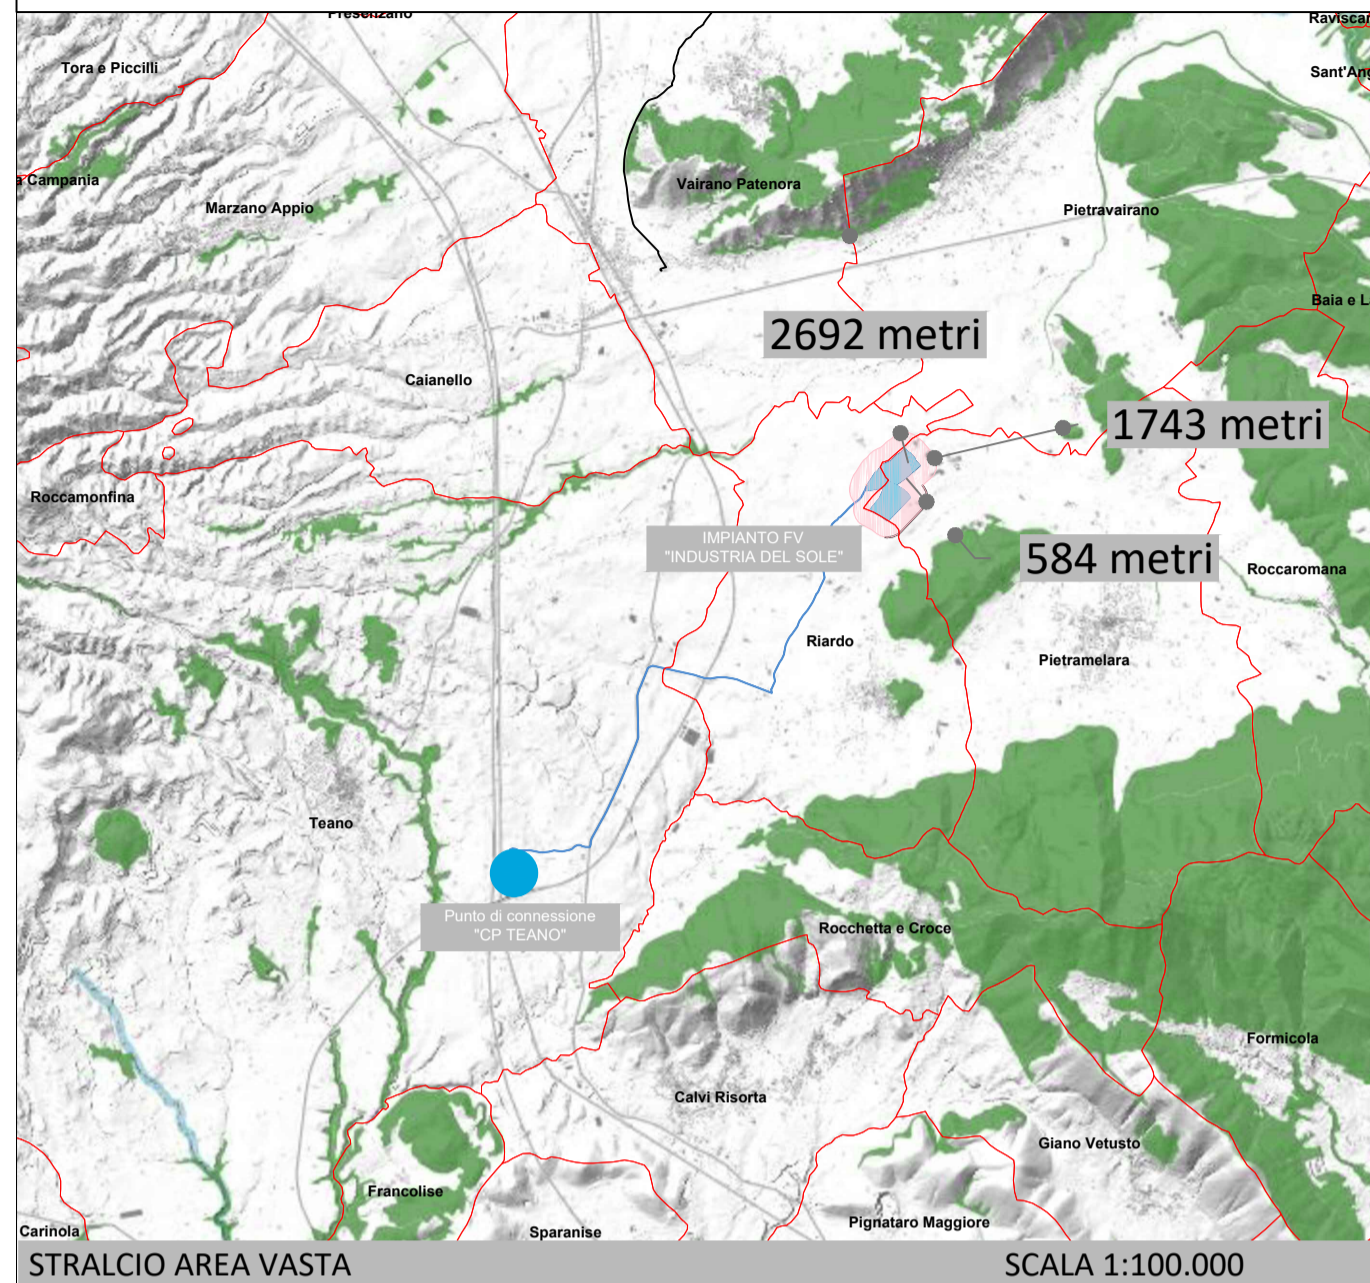 Presenzano
Raviscan
Tora e Piccilli
Sant'Ang
a Campania
Vairano Patenora
Marzano Appio
Pietravairano
Baia e L
2692 metri
Caianello
1743 metri
Roccamonfina
IMPIANTO FV
"INDUSTRIA DEL SOLE"
584 metri
Roccaromana
Riardo
Pietramelara
Teano
Punto di connessione
"CP TEANO"
Rocchetta e Croce
Formicola
Calvi Risorta
Giano Vetusto
Francolise
Pignataro Maggiore
Carinola
Sparanise
STRALCIO AREA VASTA
SCALA 1:100.000